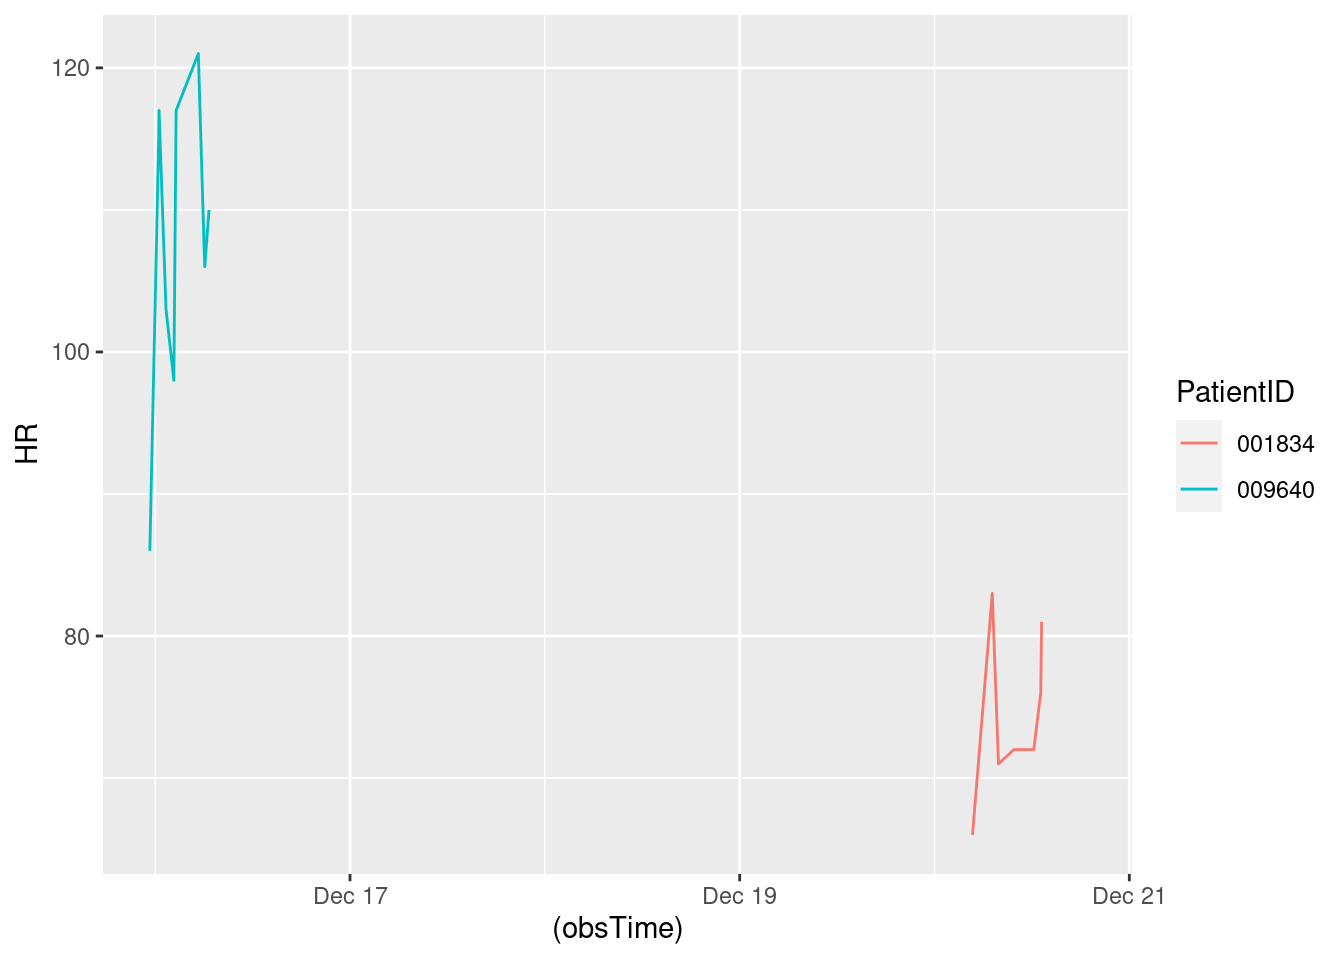 120
100
80
HR
Dec 17
Dec 19
Dec 21
(obsTime)
PatientID
001834
009640